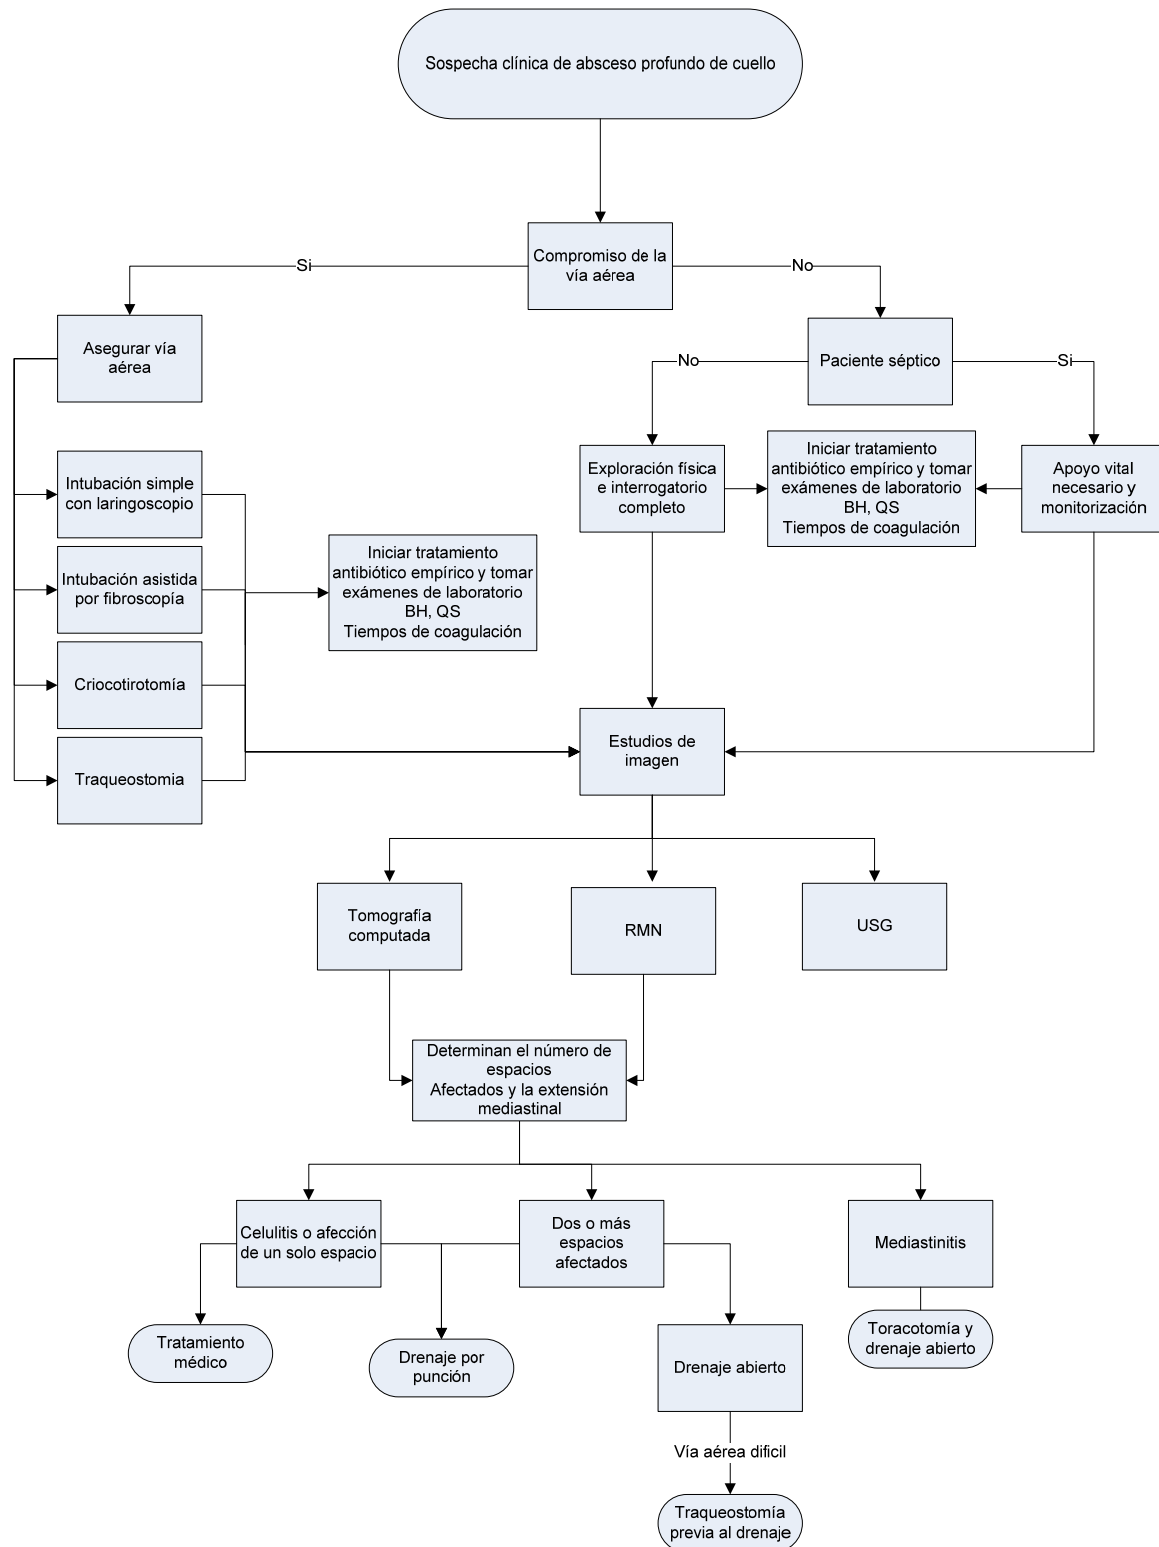 Sospecha clínica de absceso profundo de cuello
Compromiso de la
vía aérea
Si
No
Asegurar vía
aérea
Paciente séptico
No
Si
Intubación simple
con laringoscopio
Exploración física
e interrogatorio
completo
Iniciar tratamiento
antibiótico empírico y tomar
exámenes de laboratorio
BH, QS
Tiempos de coagulación
Apoyo vital
necesario y
monitorización
Intubación asistida
por fibroscopía
Iniciar tratamiento
antibiótico empírico y tomar
exámenes de laboratorio
BH, QS
Tiempos de coagulación
Criocotirotomía
Traqueostomia
Estudios de
imagen
Tomografía
computada
RMN
USG
Determinan el número de
espacios
Afectados y la extensión
mediastinal
Celulitis o afección
de un solo espacio
Dos o más
espacios
afectados
Mediastinitis
Tratamiento
médico
Drenaje por
punción
Drenaje abierto
Toracotomía y
drenaje abierto
Vía aérea dificil
Traqueostomía
previa al drenaje